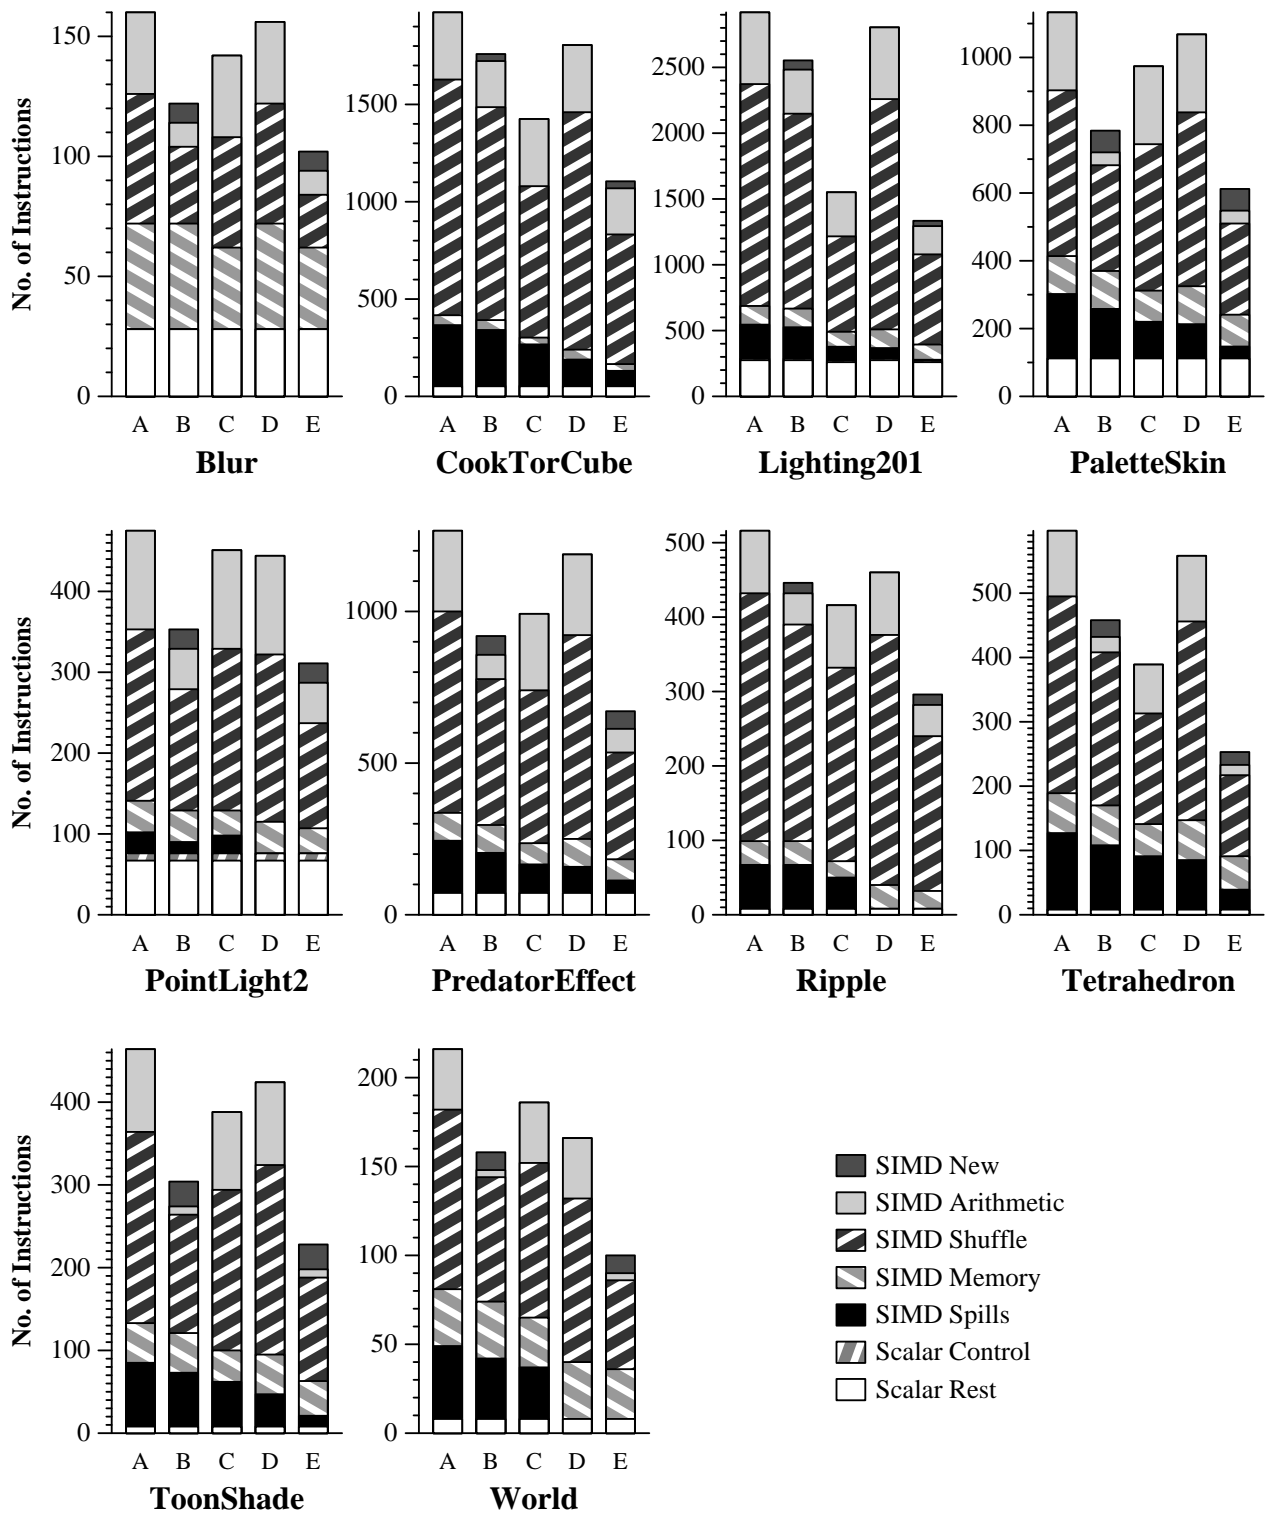 No. of Instructions
150
100
50
0
A B C D E
Blur
1500
1000
500
0
A B C D E
CookTorCube
2500
2000
1500
1000
500
0
A B C D E
Lighting201
1000
800
600
400
200
0
A B C D E
PaletteSkin
No. of Instructions
400
300
200
100
0
A B C D E
PointLight2
1000
500
0
A B C D E
PredatorEffect
500
400
300
200
100
0
A B C D E
Ripple
500
400
300
200
100
0
A B C D E
Tetrahedron
No. of Instructions
400
300
200
100
0
A B C D E
ToonShade
200
150
100
50
0
A B C D E
World
SIMD New
SIMD Arithmetic
SIMD Shuffle
SIMD Memory
SIMD Spills
Scalar Control
Scalar Rest